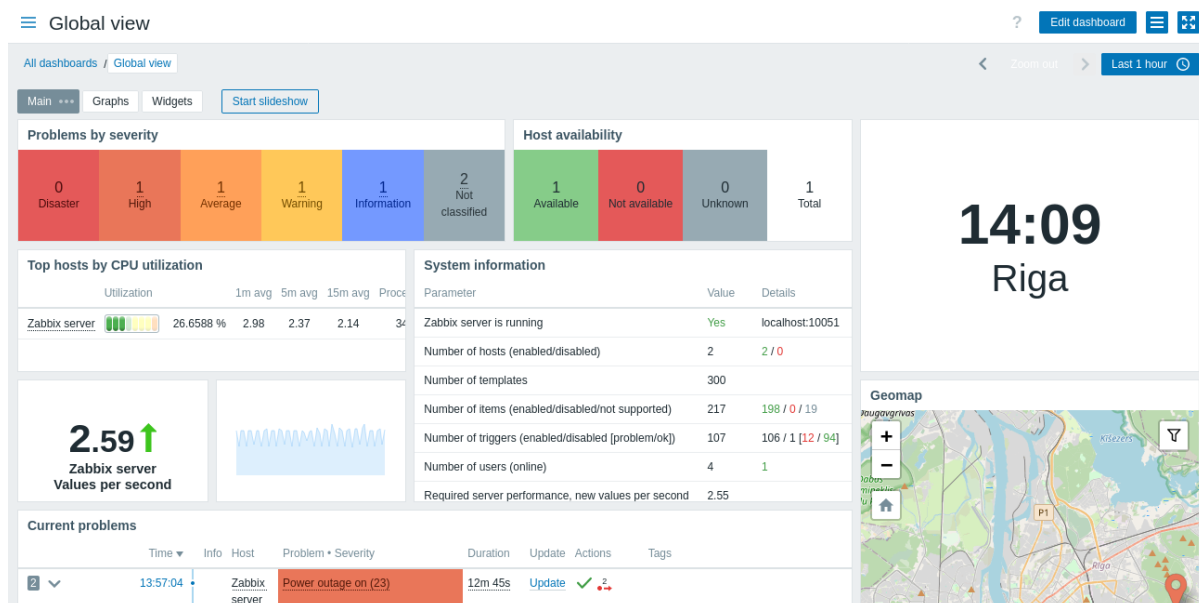 Global view
? Edit dashboard
All dashboards / Global view
Zoom out Last 1 hour
Main Graphs Widgets Start slideshow
Problems by severity
0 Disaster
1 High
1 Average
1 Warning
1 Information
2 Not
classified
Host availability
1 Available
0 Not available
0 Unknown
1 Total
14:09
Riga
Top hosts by CPU utilization
Utilization 1m avg 5m avg 15m avg Proce
Zabbix server 26.6588 % 2.98 2.37 2.14 34
System information
Parameter Value Details
Zabbix server is running Yes localhost:10051
Number of hosts (enabled/disabled) 2 2 / 0
Number of templates 300
Number of items (enabled/disabled/not supported) 217 198 / 0 / 19
Number of triggers (enabled/disabled [problem/ok]) 107 106 / 1 [12 / 94]
Number of users (online) 4 1
Required server performance, new values per second 2.55
2.59
Zabbix server
Values per second
Geomap
Daugavgrīvas
+
−
Ķīšezers
P1
Rīga
Current problems
Time Info Host Problem • Severity Duration Update Actions Tags
2 13:57:04 Zabbix Power outage on (23) 12m 45s Update 2
server